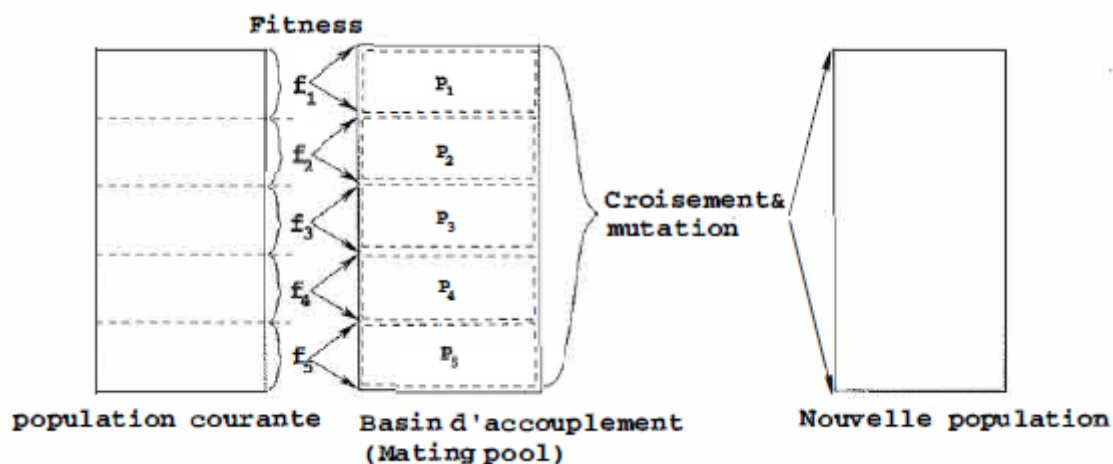 Fitness
f1
f2
f3
f4
f5
P1
P2
P3
P4
P5
Croisement&
mutation
population courante
Basin d'accouplement
(Mating pool)
Nouvelle population